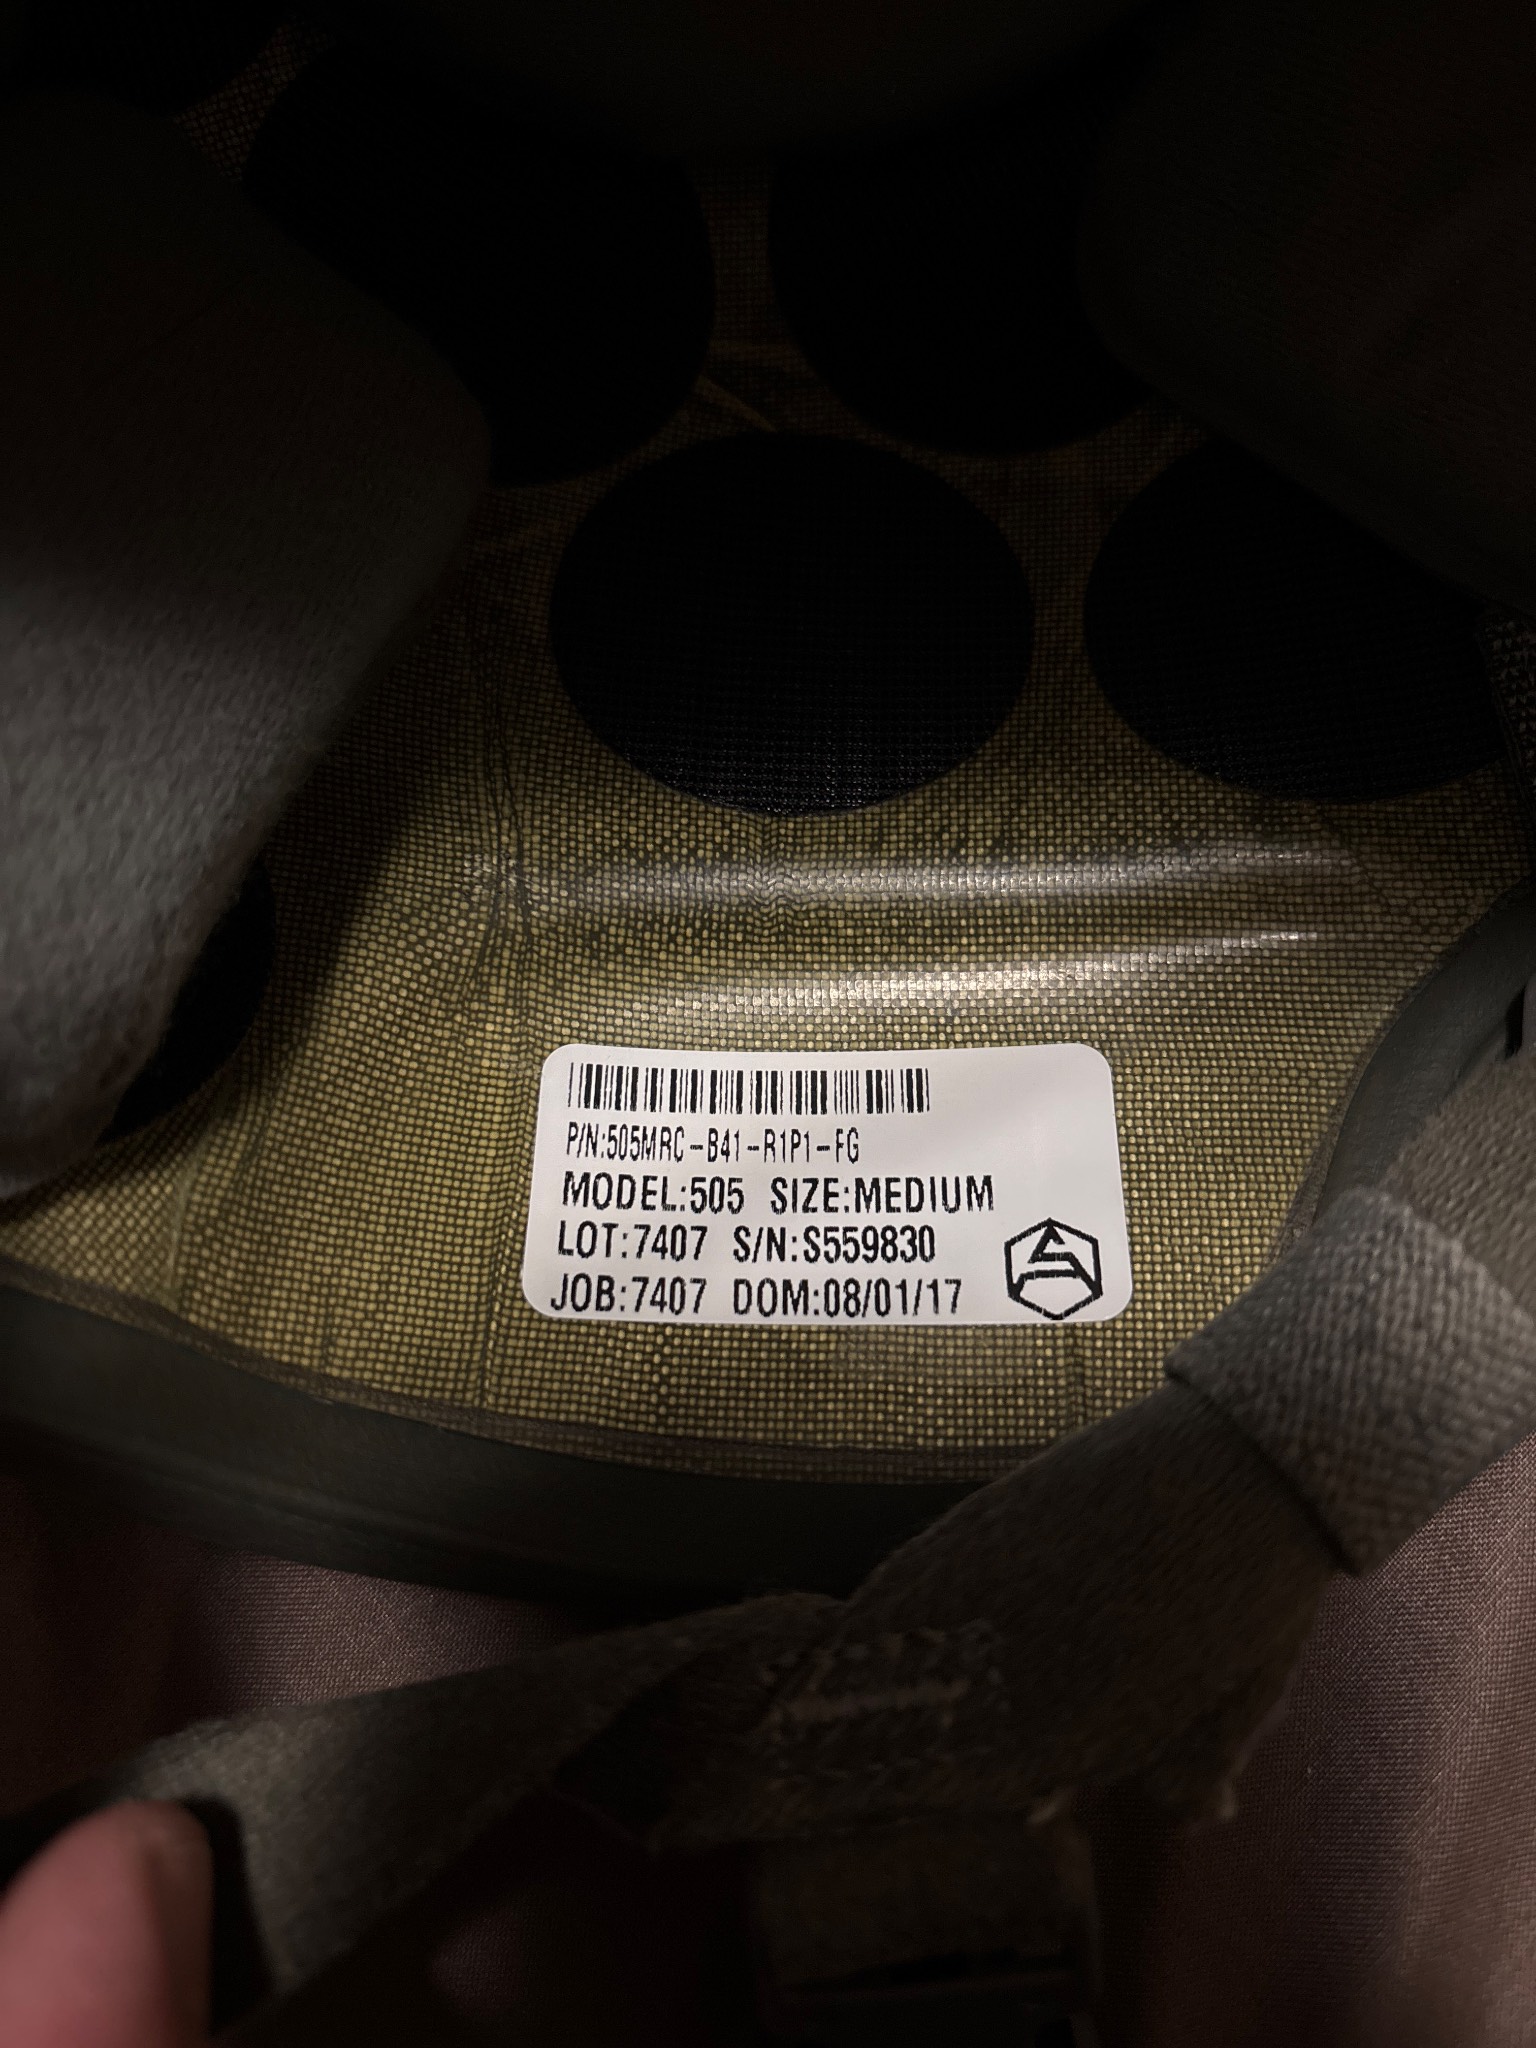 P/N:505MRC-B41-R1P1-FG
MODEL:505 SIZE:MEDIUM
LOT:7407 S/N:S559830
JOB:7407 DOM:08/01/17